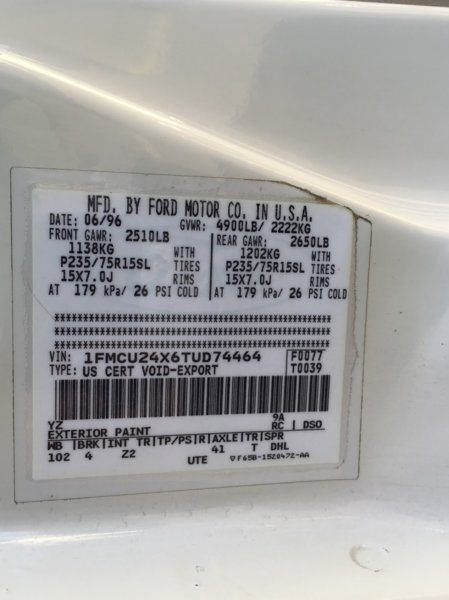 MFD. BY FORD MOTOR CO. IN U.S.A.
DATE: 06/96 GVWR: 4900LB/ 2222KG
FRONT GAWR: 2510LB REAR GAWR: 2650LB
1138KG WITH 1202KG WITH
P235/75R15SL TIRES P235/75R15SL TIRES
15X7.0J RIMS 15X7.0J RIMS
AT 179 kPa/ 26 PSI COLD AT 179 kPa/ 26 PSI COLD
VIN: 1FMCU24X6TUD74464 F0077
TYPE: US CERT VOID-EXPORT T0039
YZ 9A
EXTERIOR PAINT RC DSO
WB |BRK|INT TR|TP/PS|R|AXLE|TR|SPR
102 4 Z2 41 T DHL
UTE ▽F65B-1520472-AA